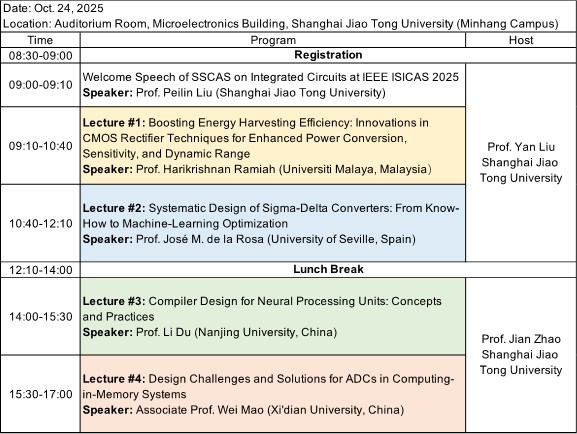 Date: Oct. 24, 2025
Location: Auditorium Room, Microelectronics Building, Shanghai Jiao Tong University (Minhang Campus)
Time Program Host
08:30-09:00 Registration
09:00-09:10
Welcome Speech of SSCAS on Integrated Circuits at IEEE ISICAS 2025
Speaker: Prof. Peilin Liu (Shanghai Jiao Tong University)
09:10-10:40
Lecture #1: Boosting Energy Harvesting Efficiency: Innovations in
CMOS Rectifier Techniques for Enhanced Power Conversion,
Sensitivity, and Dynamic Range
Speaker: Prof. Harikrishnan Ramiah (Universiti Malaya, Malaysia)
10:40-12:10
Lecture #2: Systematic Design of Sigma-Delta Converters: From Know-
How to Machine-Learning Optimization
Speaker: Prof. José M. de la Rosa (University of Seville, Spain)
Prof. Yan Liu
Shanghai Jiao
Tong University
12:10-14:00 Lunch Break
14:00-15:30
Lecture #3: Compiler Design for Neural Processing Units: Concepts
and Practices
Speaker: Prof. Li Du (Nanjing University, China)
15:30-17:00
Lecture #4: Design Challenges and Solutions for ADCs in Computing-
in-Memory Systems
Speaker: Associate Prof. Wei Mao (Xi'dian University, China)
Prof. Jian Zhao
Shanghai Jiao
Tong University